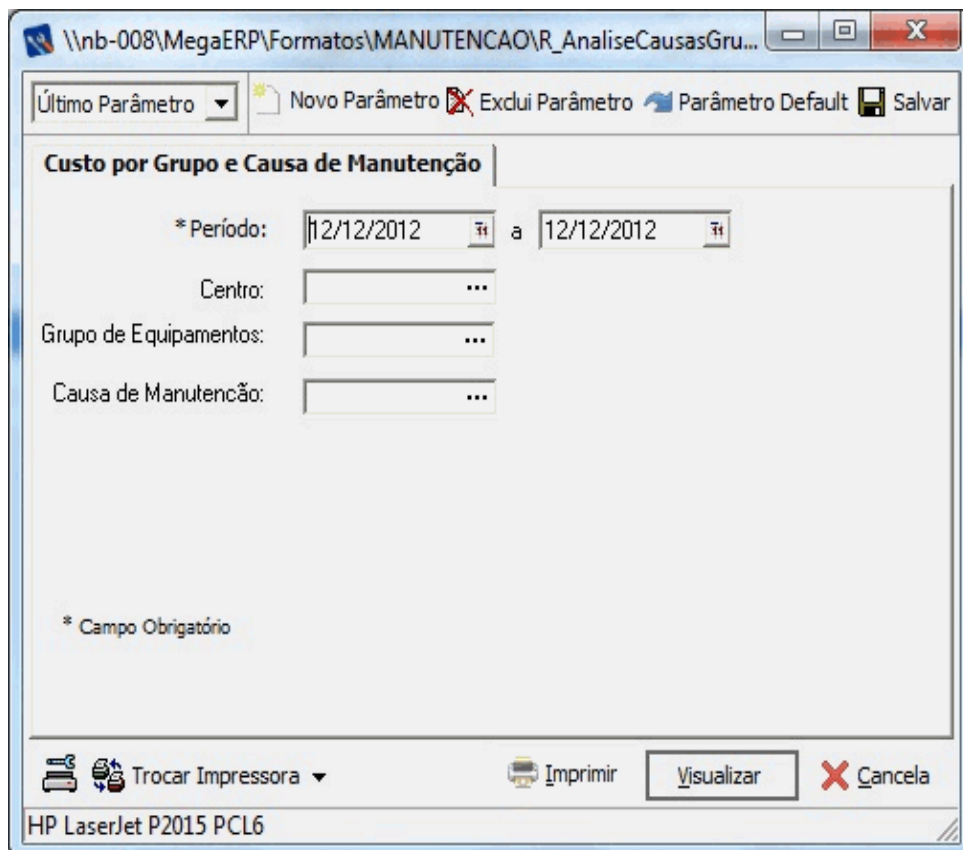 \\nb-008\MegaERP\Formatos\MANUTENCAO\R_AnaliseCausasGru...
Último Parâmetro Novo Parâmetro Exclui Parâmetro Parâmetro Default Salvar
Custo por Grupo e Causa de Manutenção
* Período: 12/12/2012 a 12/12/2012
Centro: ...
Grupo de Equipamentos: ...
Causa de Manutencão: ...
* Campo Obrigatório
Trocar Impressora Imprimir Visualizar Cancela
HP LaserJet P2015 PCL6